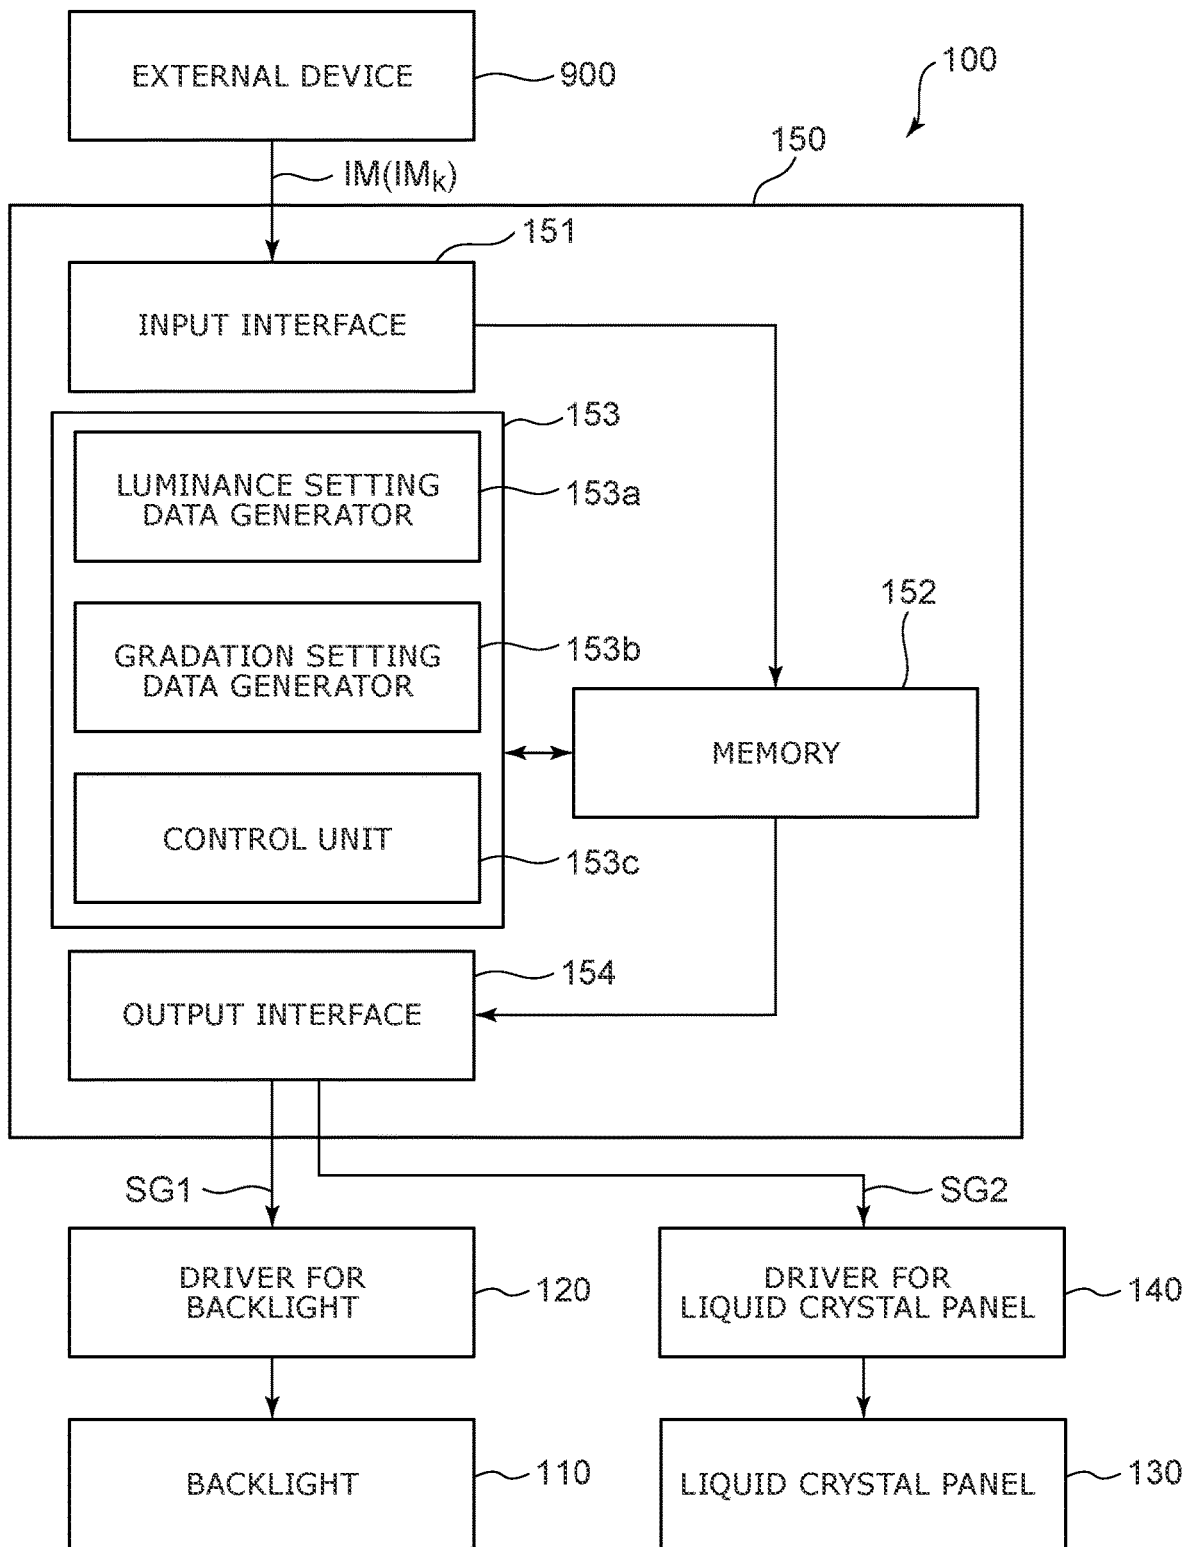 EXTERNAL DEVICE
900
100
150
IM(IMk)
151
INPUT INTERFACE
153
LUMINANCE SETTING
DATA GENERATOR
153a
152
GRADATION SETTING
DATA GENERATOR
153b
MEMORY
CONTROL UNIT
153c
154
OUTPUT INTERFACE
SG1
SG2
DRIVER FOR
BACKLIGHT
120
DRIVER FOR
LIQUID CRYSTAL PANEL
140
BACKLIGHT
110
LIQUID CRYSTAL PANEL
130